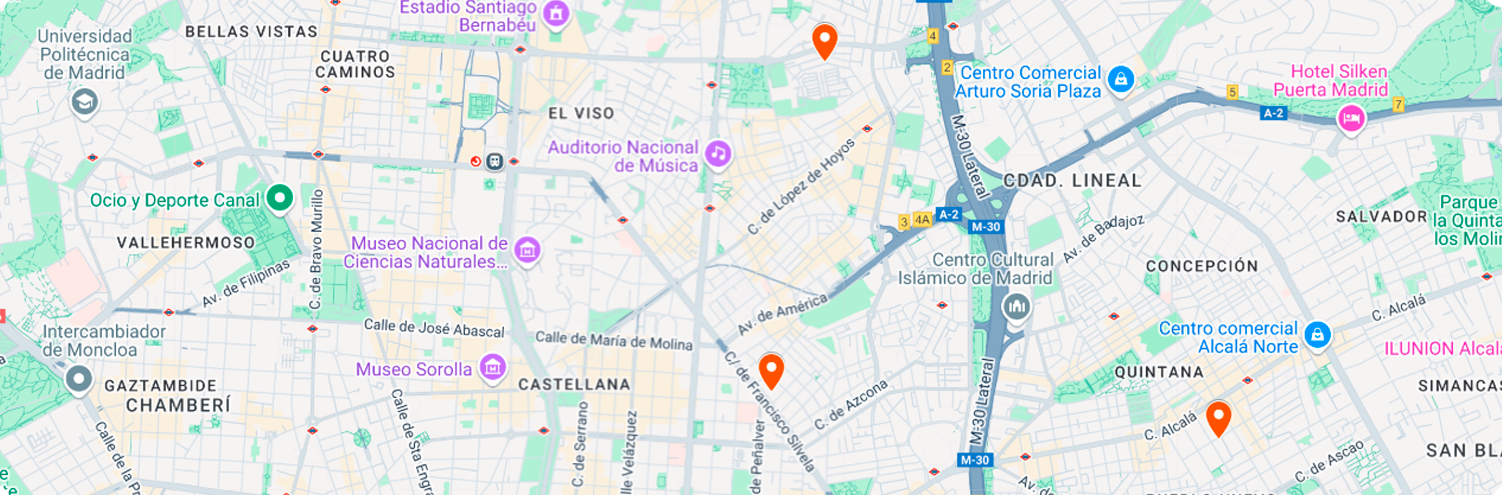 Estadio Santiago
Bernabéu
BELLAS VISTAS
Universidad
Politécnica
de Madrid
CUATRO
CAMINOS
4
2
Centro Comercial
Arturo Soria Plaza
Hotel Silken
Puerta Madrid
5
A-2
7
EL VISO
Auditorio Nacional
de Música
C. de López de Hoyos
M-30 Lateral
CDAD. LINEAL
Ocio y Deporte Canal
C. de Bravo Murillo
3
4A
A-2
M-30
Av. de Badajoz
SALVADOR
Parque
la Quinta
los Molin
VALLEHERMOSO
Museo Nacional de
Ciencias Naturales...
Av. de Filipinas
Centro Cultural
Islámico de Madrid
CONCEPCIÓN
Av. de América
C. Alcalá
Intercambiador
de Moncloa
Calle de José Abascal
Calle de María de Molina
Centro comercial
Alcalá Norte
ILUNION Alcalá
Museo Sorolla
CASTELLANA
GAZTAMBIDE
CHAMBERÍ
C/ de Francisco Silvela
C. de Azcona
M-30 Lateral
QUINTANA
SIMANCAS
Calle de Sta Engra
C. de Serrano
lle Velázquez
de Peñalver
C. Alcalá
Calle de la Pr
M-30
C. de Ascao
SAN BLA
Av. d
PUEBLO NUEVO